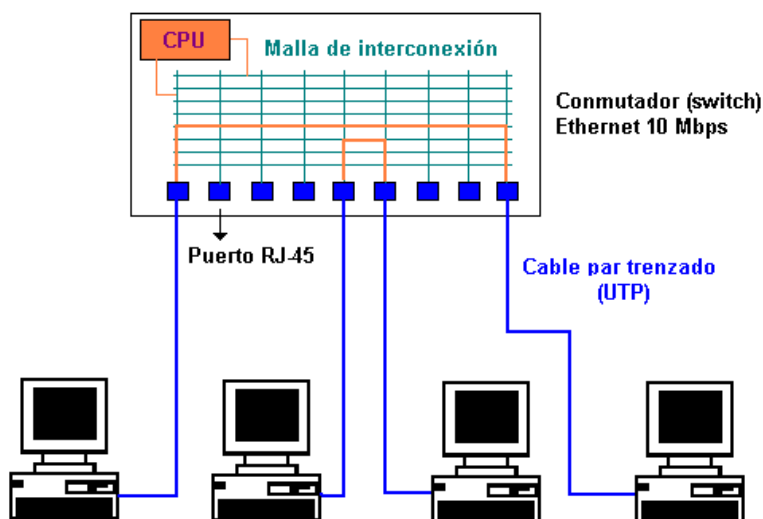 CPU
Malla de interconexión
Conmutador (switch)
Ethernet 10 Mbps
Puerto RJ-45
Cable par trenzado
(UTP)